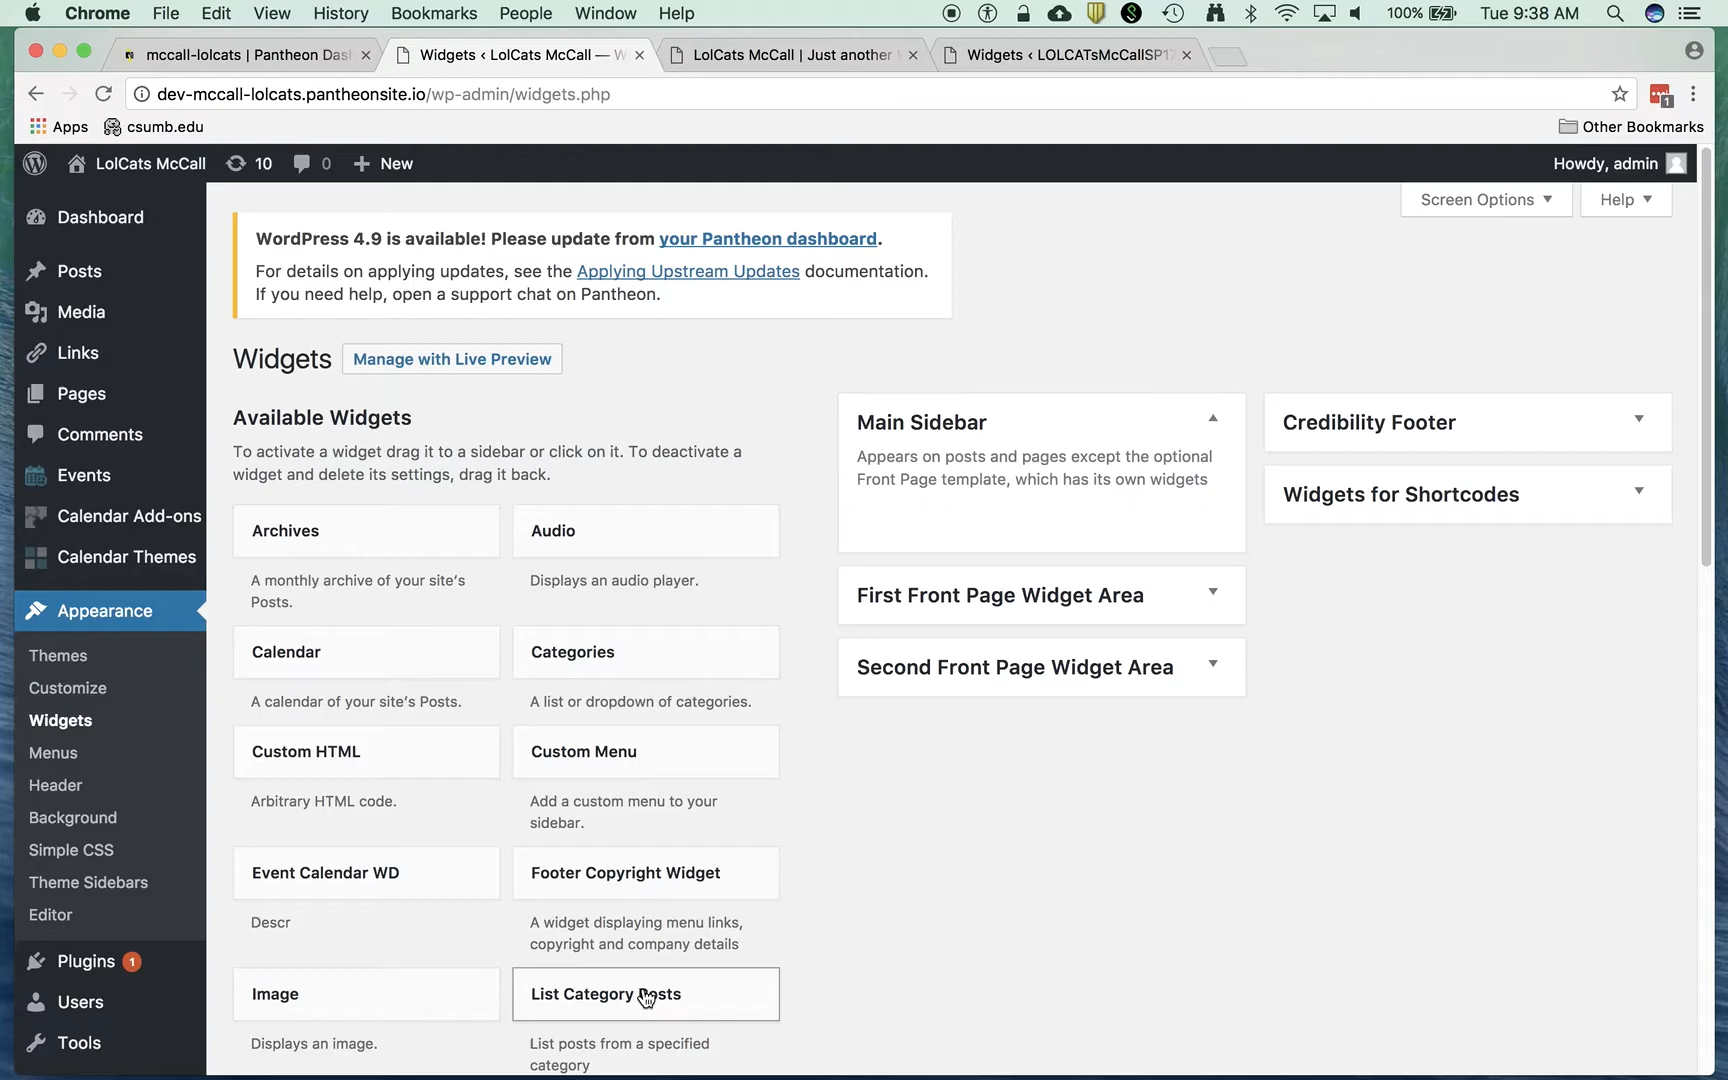 Chrome File Edit View History Bookmarks People Window Help 100% Tue 9:38 AM
mccall-lolcats | Pantheon Das
Widgets ‹ LolCats McCall — W
LolCats McCall | Just another
Widgets ‹ LOLCATsMcCallSP17
dev-mccall-lolcats.pantheonsite.io/wp-admin/widgets.php
1
Apps csumb.edu Other Bookmarks
LolCats McCall 10 0 + New Howdy, admin
Dashboard
Posts
Media
Links
Pages
Comments
Events
Calendar Add-ons
Calendar Themes
Appearance
Themes
Customize
Widgets
Menus
Header
Background
Simple CSS
Theme Sidebars
Editor
Plugins 1
Users
Tools
Screen Options Help
WordPress 4.9 is available! Please update from your Pantheon dashboard.
For details on applying updates, see the Applying Upstream Updates documentation.
If you need help, open a support chat on Pantheon.
Widgets Manage with Live Preview
Available Widgets
To activate a widget drag it to a sidebar or click on it. To deactivate a
widget and delete its settings, drag it back.
Archives
A monthly archive of your site's
Posts.
Audio
Displays an audio player.
Calendar
A calendar of your site's Posts.
Categories
A list or dropdown of categories.
Custom HTML
Arbitrary HTML code.
Custom Menu
Add a custom menu to your
sidebar.
Event Calendar WD
Descr
Footer Copyright Widget
A widget displaying menu links,
copyright and company details
Image
Displays an image.
List Category Posts
List posts from a specified
category
Main Sidebar
Appears on posts and pages except the optional
Front Page template, which has its own widgets
First Front Page Widget Area
Second Front Page Widget Area
Credibility Footer
Widgets for Shortcodes